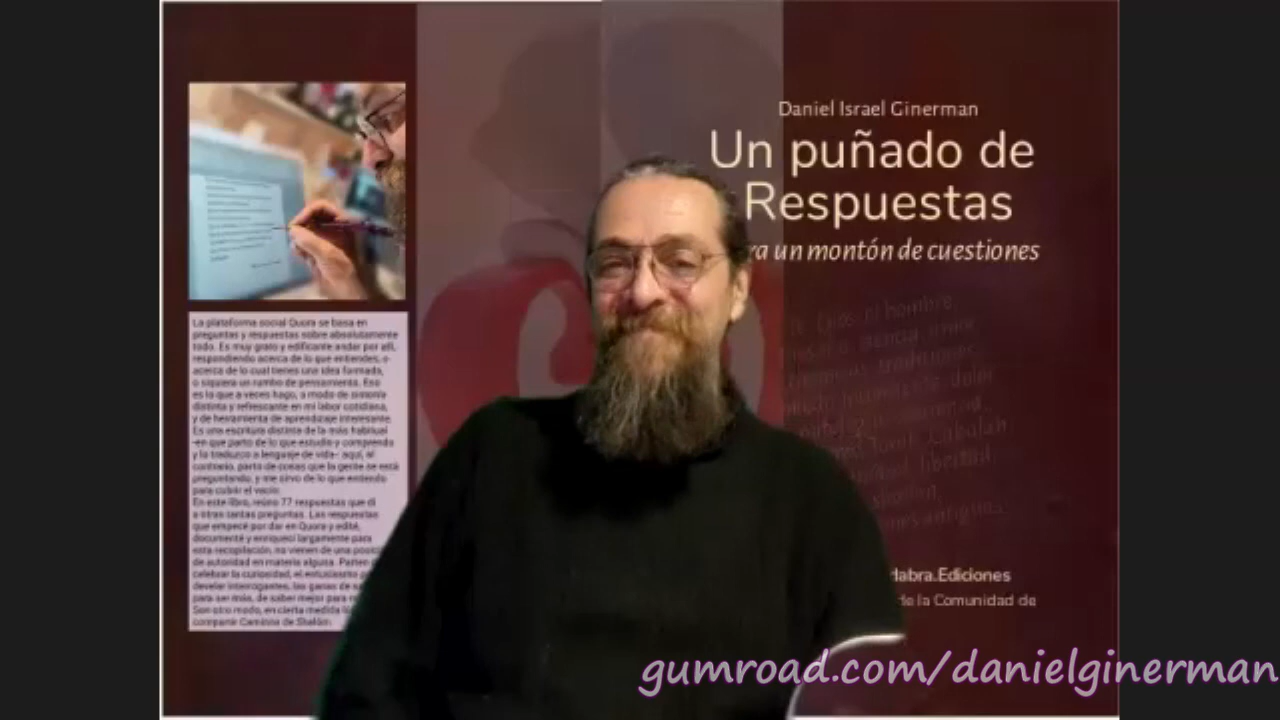 Daniel Israel Ginerman
Un puñado de
Respuestas
ra un montón de cuestiones
La plataforma social Quora se basa en
preguntas y respuestas sobre absolutamente
todo. Es muy grato y edificante andar por allí,
respondiendo acerca de lo que entiendes, o
acerca de lo cual tienes una idea formada,
o siquiera un rumbo de pensamiento. Eso
es lo que a veces hago, a modo de
distinta y refrescante en mi labor cotidiana,
y de herramienta de aprendizaje interesante.
Es una escritura distinta de la más habitual
-en que parto de lo que estudio y comprendo
y lo traduzco a lenguaje de vida- aquí, al
contrario, parto de cosas que la gente se está
preguntando, y me sirvo de lo que entiendo
para cubrir el vacío.
En este libro, reúno 77 respuestas que di
a otras tantas preguntas. Las respuestas
que empecé por dar en Quora y edité,
documenté y enriquecí largamente para
esta recopilación, no vienen de una
de autoridad en materia alguna. Parten
celebrar la curiosidad, el entusiasmo
develar interrogantes, las ganas de
para ser más, de saber mejor para
Son otro modo, en cierta medida
compartir Caminos de Shalóm.
Dios, el hombre
labra.Ediciones
de la Comunidad de
gumroad.com/danielginerman